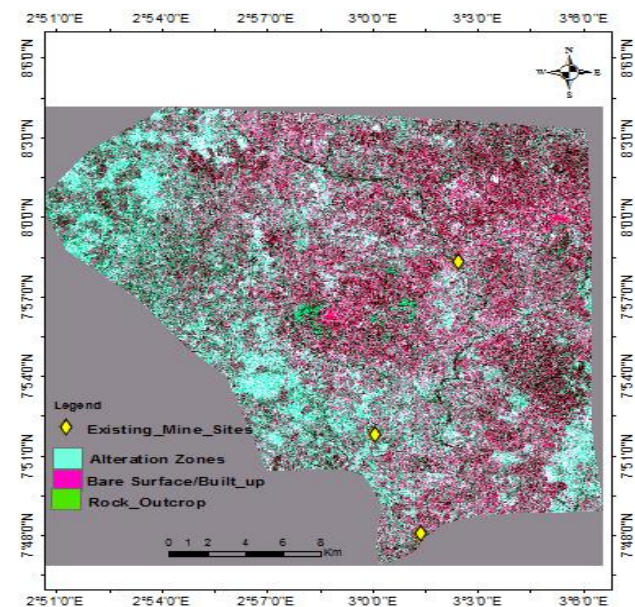 2°51'0"E 2°54'0"E 2°57'0"E 3°0'0"E 3°3'0"E 3°6'0"E
N
W E
S
8°6'0"N
8°3'0"N
8°0'0"N
7°57'0"N
7°54'0"N
7°51'0"N
7°48'0"N
8°6'0"N
8°3'0"N
8°0'0"N
7°57'0"N
7°54'0"N
7°51'0"N
7°48'0"N
Legend
Existing_Mine_Sites
Alteration Zones
Bare Surface/Built_up
Rock_Outcrop
0 1 2 4 6 8
Km
2°51'0"E 2°54'0"E 2°57'0"E 3°0'0"E 3°3'0"E 3°6'0"E